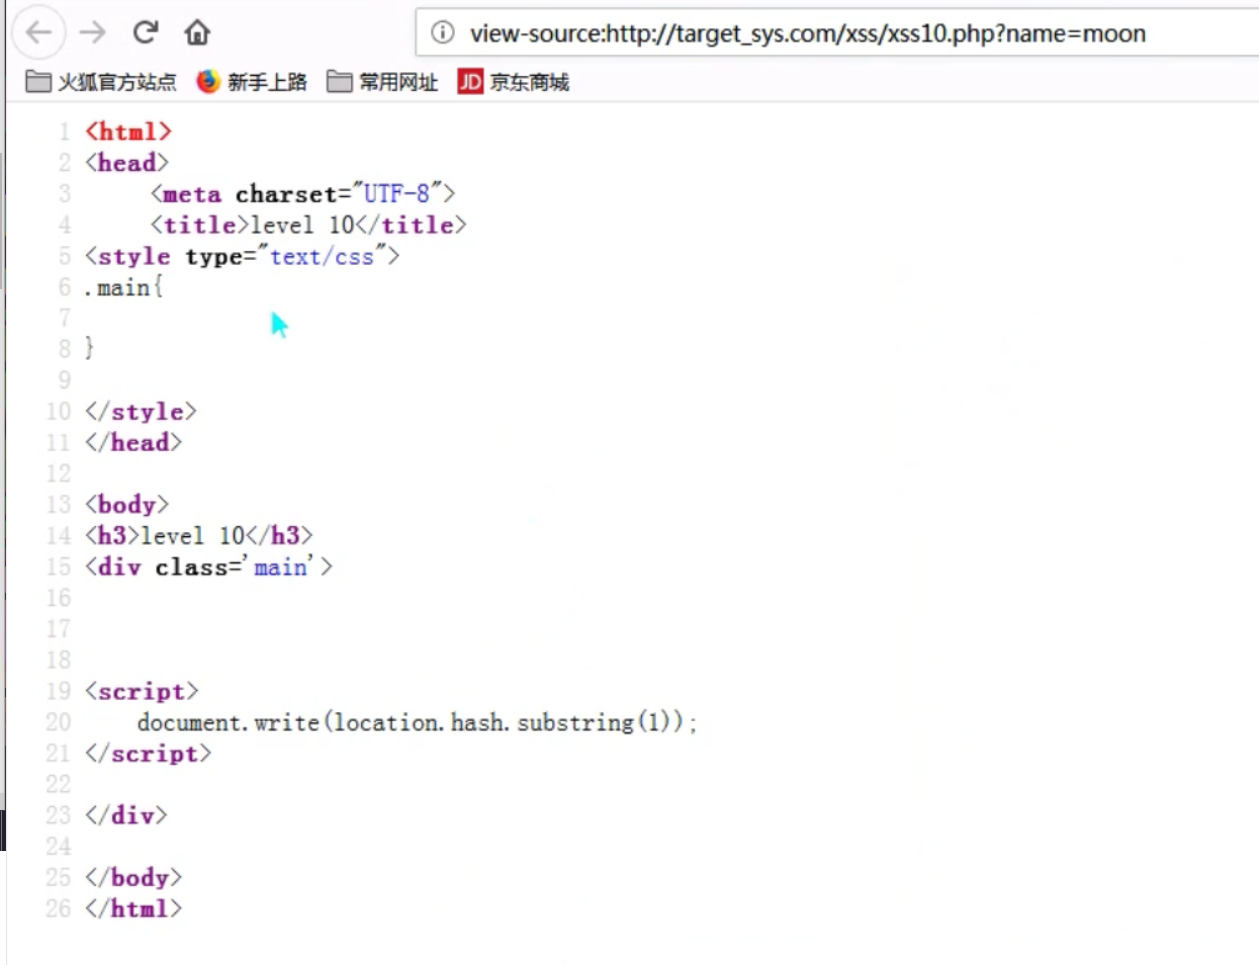 view-source:http://target_sys.com/xss/xss10.php?name=moon
火狐官方站点 新手上路 常用网址 JD 京东商城
1 <html>
2 <head>
3 <meta charset="UTF-8">
4 <title>level 10</title>
5 <style type="text/css">
6 .main{
7
8 }
9
10 </style>
11 </head>
12
13 <body>
14 <h3>level 10</h3>
15 <div class='main'>
16
17
18
19 <script>
20 document.write(location.hash.substring(1));
21 </script>
22
23 </div>
24
25 </body>
26 </html>